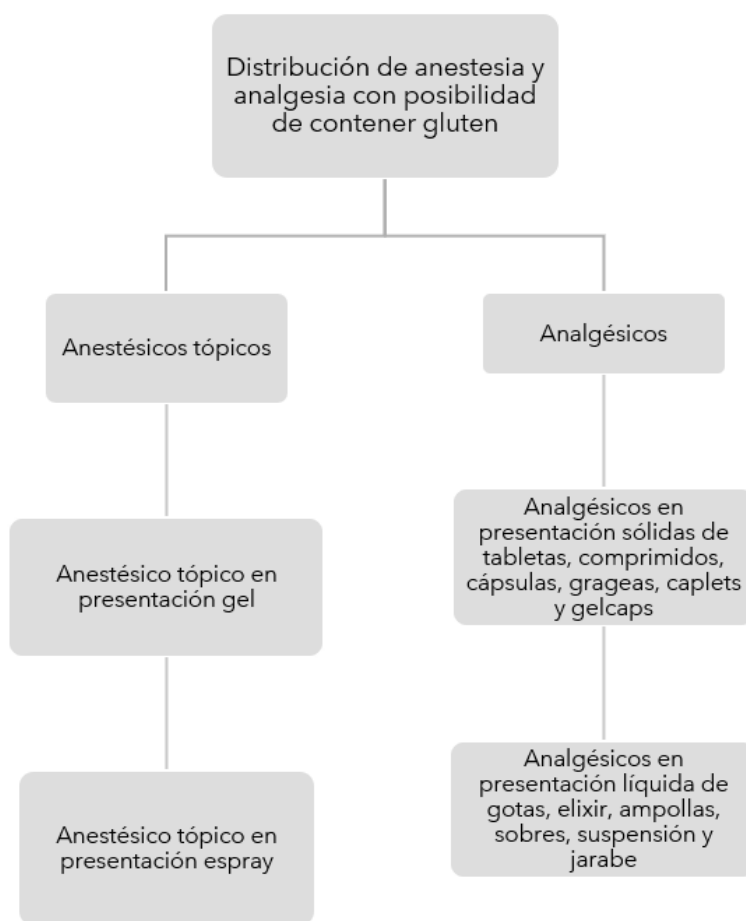 Distribución de anestesia y
analgesia con posibilidad
de contener gluten
Anestésicos tópicos
Analgésicos
Anestésico tópico en
presentación gel
Analgésicos en
presentación sólidas de
tabletas, comprimidos,
cápsulas, grageas, caplets
y gelcaps
Anestésico tópico en
presentación espray
Analgésicos en
presentación líquida de
gotas, elixir, ampollas,
sobres, suspensión y
jarabe